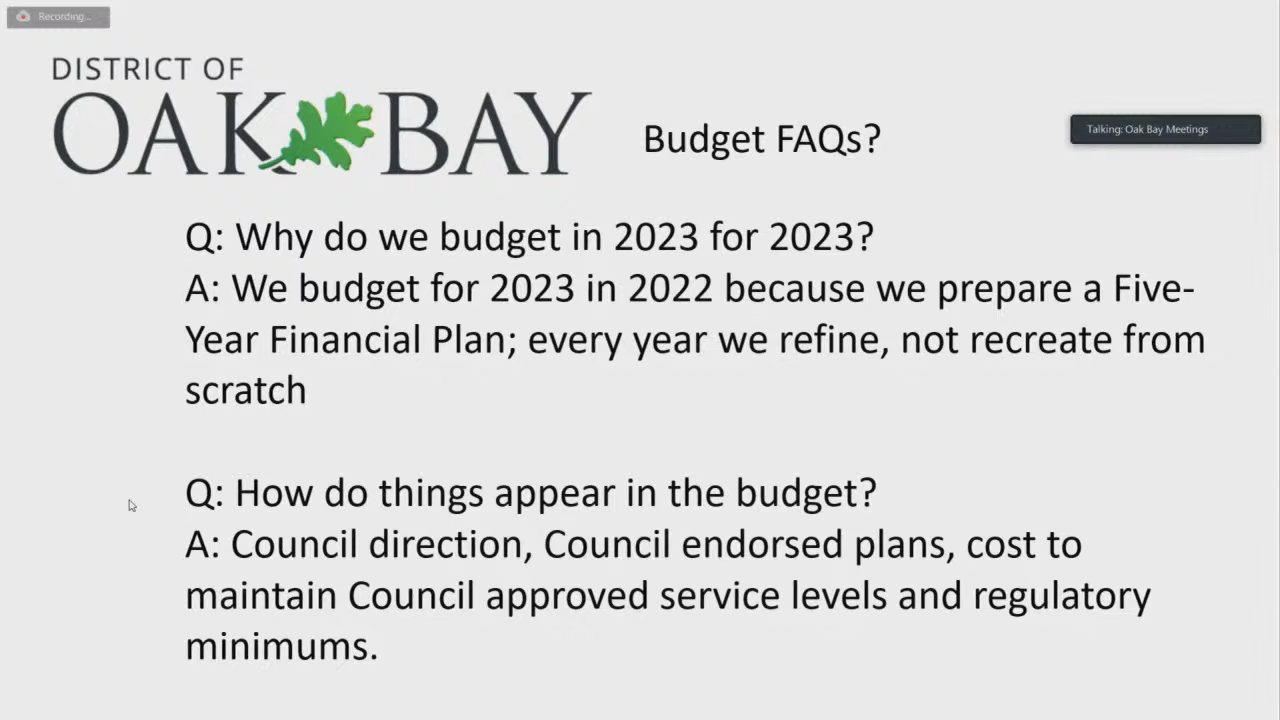 Recording...
DISTRICT OF
OAK BAY
Budget FAQs?
Talking: Oak Bay Meetings
Q: Why do we budget in 2023 for 2023?
A: We budget for 2023 in 2022 because we prepare a Five-
Year Financial Plan; every year we refine, not recreate from
scratch
Q: How do things appear in the budget?
A: Council direction, Council endorsed plans, cost to
maintain Council approved service levels and regulatory
minimums.